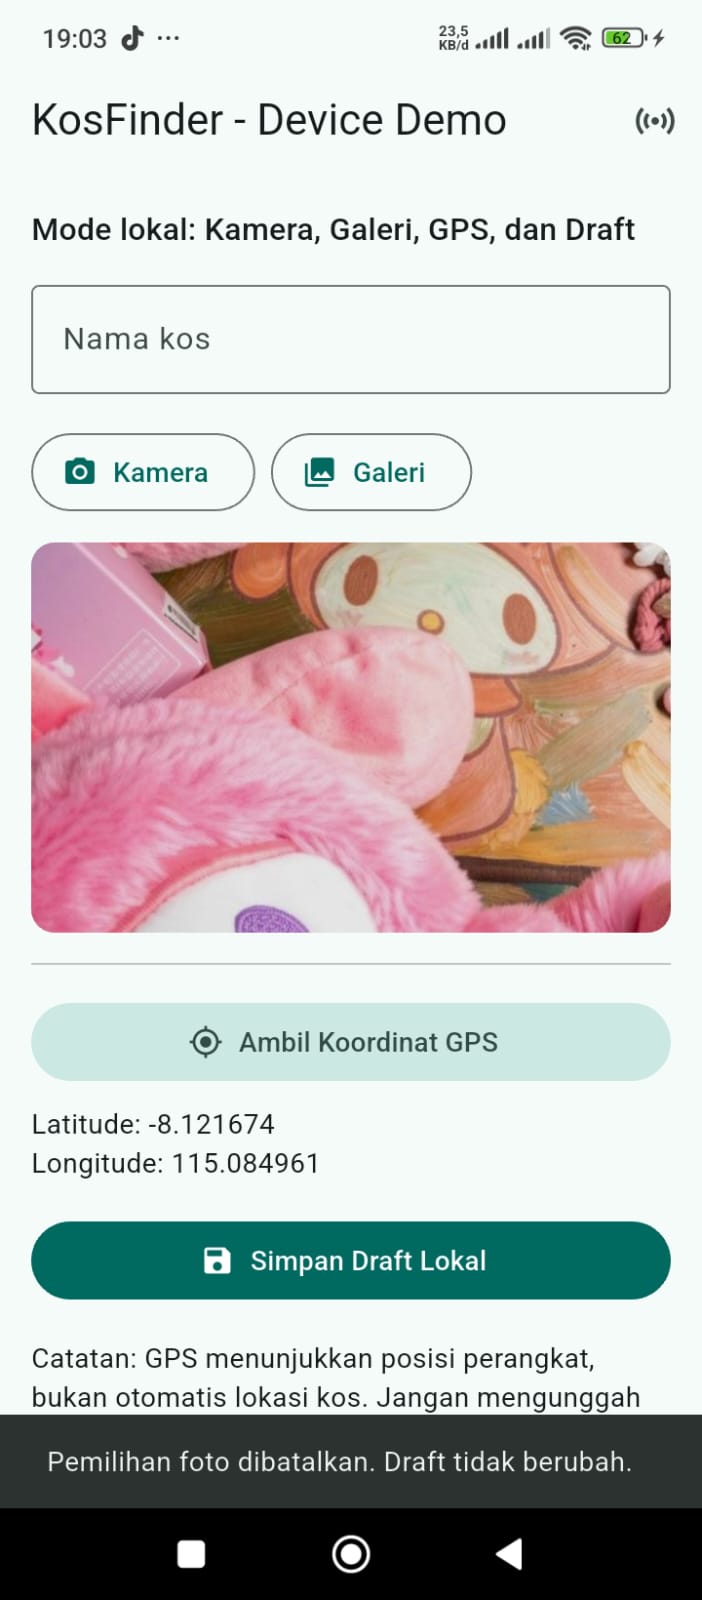 19:03 ...
23,5
KB/d
62
KosFinder - Device Demo
Mode lokal: Kamera, Galeri, GPS, dan Draft
Nama kos
Kamera
Galeri
Ambil Koordinat GPS
Latitude: -8.121674
Longitude: 115.084961
Simpan Draft Lokal
Catatan: GPS menunjukkan posisi perangkat,
bukan otomatis lokasi kos. Jangan mengunggah
Pemilihan foto dibatalkan. Draft tidak berubah.